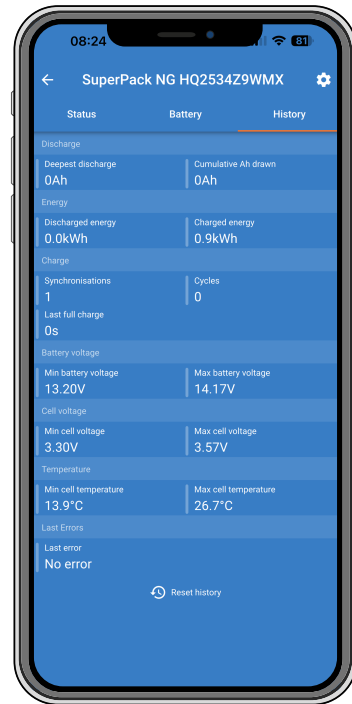 08:24 81
SuperPack NG HQ2534Z9WMX
Status Battery History
Discharge
Deepest discharge Cumulative Ah drawn
0Ah 0Ah
Energy
Discharged energy Charged energy
0.0kWh 0.9kWh
Charge
Synchronisations Cycles
1 0
Last full charge
0s
Battery voltage
Min battery voltage Max battery voltage
13.20V 14.17V
Cell voltage
Min cell voltage Max cell voltage
3.30V 3.57V
Temperature
Min cell temperature Max cell temperature
13.9°C 26.7°C
Last Errors
Last error
No error
Reset history